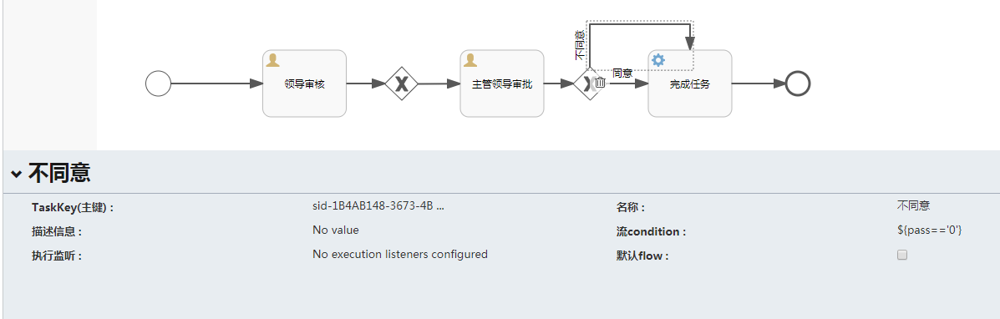 不同意
同意
领导审核
主管领导审批
完成任务
不同意
TaskKey(主键) : sid-1B4AB148-3673-4B ... 名称 : 不同意
描述信息 : No value 流condition : ${pass=='0'}
执行监听 : No execution listeners configured 默认flow :